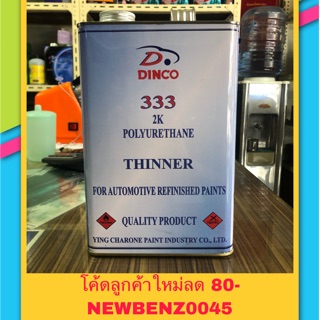 DINCO
333
2K
POLYURETHANE
THINNER
FOR AUTOMOTIVE REFINISHED PAINTS
QUALITY PRODUCT
YING CHARONE PAINT INDUSTRY CO., LTD.
โค้ดลูกค้าใหม่ลด 80-
NEWBENZ0045